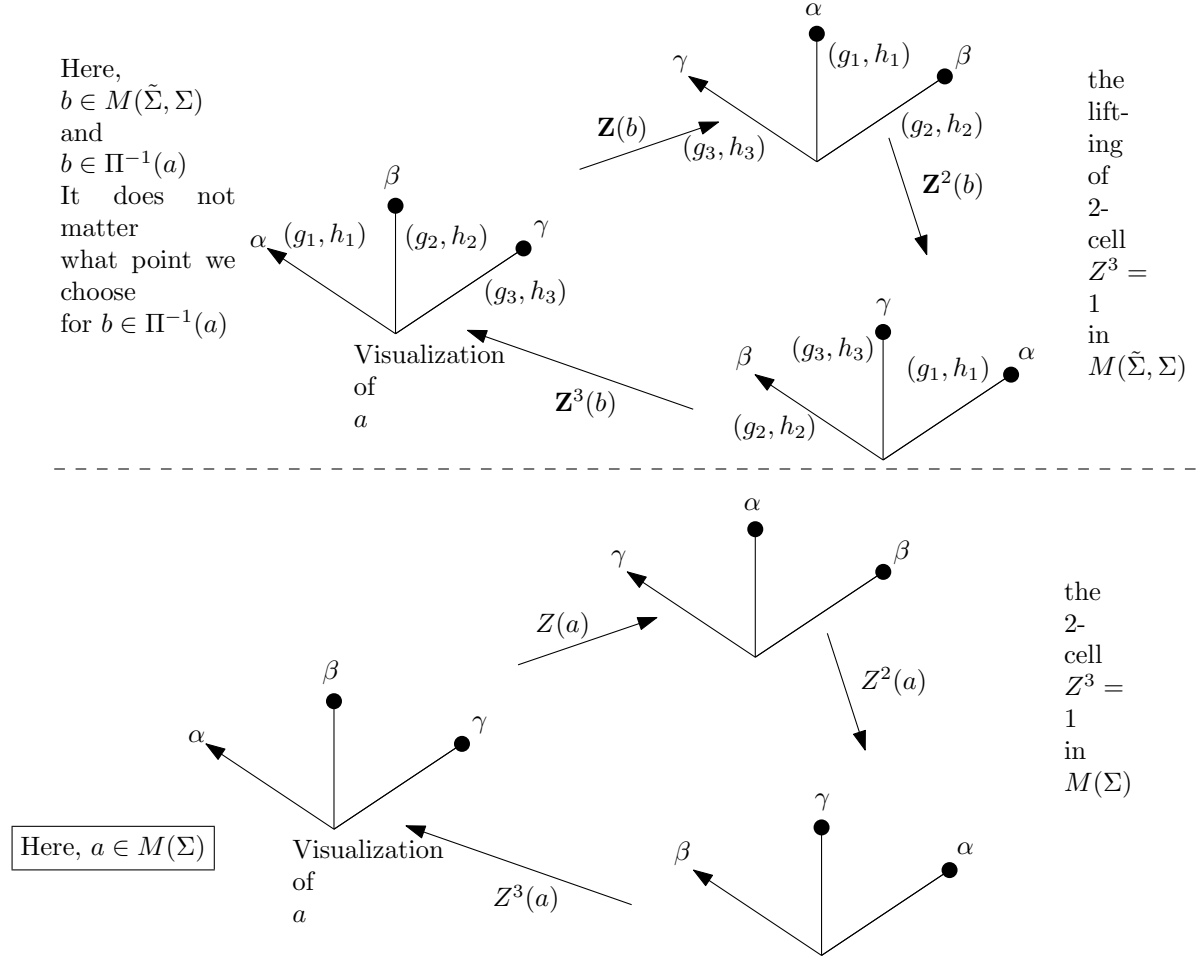 Here,
b ∈ M(Σ̃, Σ)
and
b ∈ Π⁻¹(a)
It does not
matter
what point we
choose
for b ∈ Π⁻¹(a)
α
(g₁, h₁)
β
(g₂, h₂)
γ
(g₃, h₃)
Visualization
of
a
𝐙(b)
γ
(g₃, h₃)
α
(g₁, h₁)
β
(g₂, h₂)
𝐙²(b)
β
(g₂, h₂)
γ
(g₃, h₃)
α
(g₁, h₁)
𝐙³(b)
the
lift-
ing
of
2-
cell
Z³ =
1
in
M(Σ̃, Σ)
α
β
γ
Visualization
of
a
Here, a ∈ M(Σ)
Z(a)
γ
α
β
Z²(a)
β
γ
α
Z³(a)
the
2-
cell
Z³ =
1
in
M(Σ)